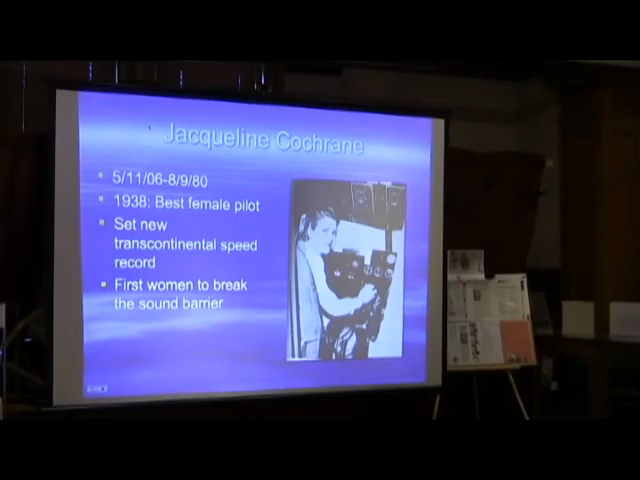 Jacqueline Cochrane
5/11/06-8/9/80
1938: Best female pilot
Set new
transcontinental speed
record
First women to break
the sound barrier